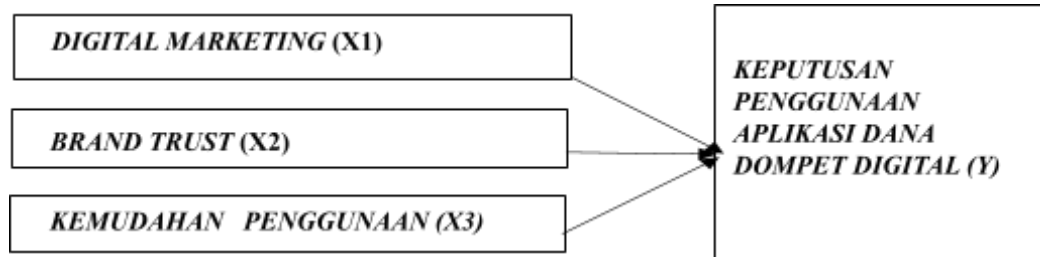 DIGITAL MARKETING (X1)
BRAND TRUST (X2)
KEMUDAHAN PENGGUNAAN (X3)
KEPUTUSAN
PENGGUNAAN
APLIKASI DANA
DOMPET DIGITAL (Y)